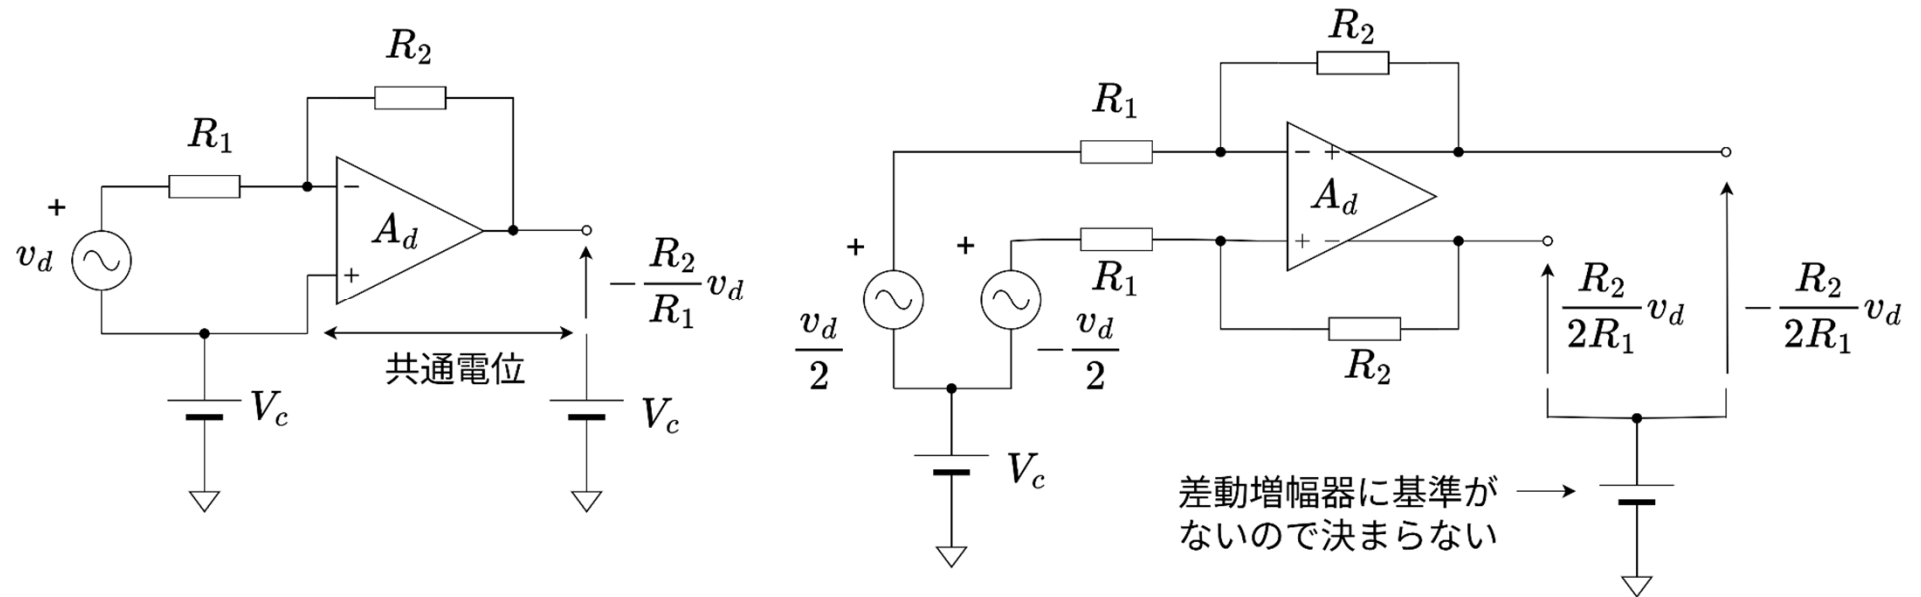 R₂
R₁
−
A_d
+
+
v_d
−R₂/R₁ v_d
共通電位
V_c
V_c
R₂
R₁
− +
A_d
+ −
R₁
R₂
+
+
v_d/2
−v_d/2
V_c
R₂/2R₁ v_d
−R₂/2R₁ v_d
差動増幅器に基準が
ないので決まらない